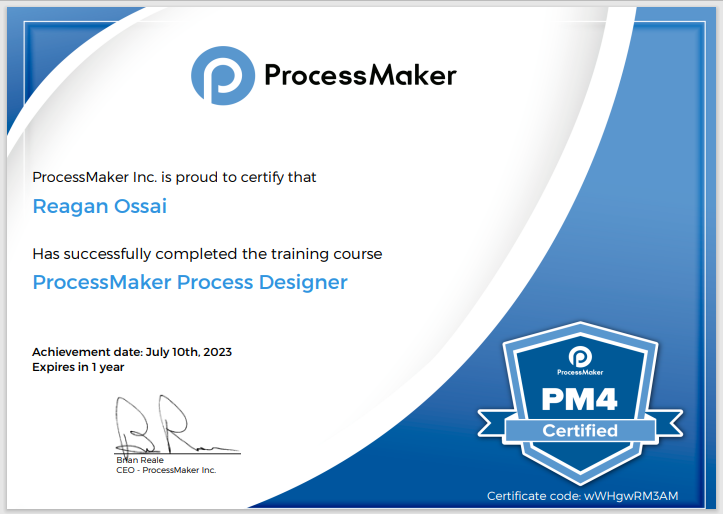 ProcessMaker
ProcessMaker Inc. is proud to certify that
Reagan Ossai
Has successfully completed the training course
ProcessMaker Process Designer
Achievement date: July 10th, 2023
Expires in 1 year
Brian Reale
CEO - ProcessMaker Inc.
ProcessMaker
PM4
Certified
Certificate code: wWHgwRM3AM